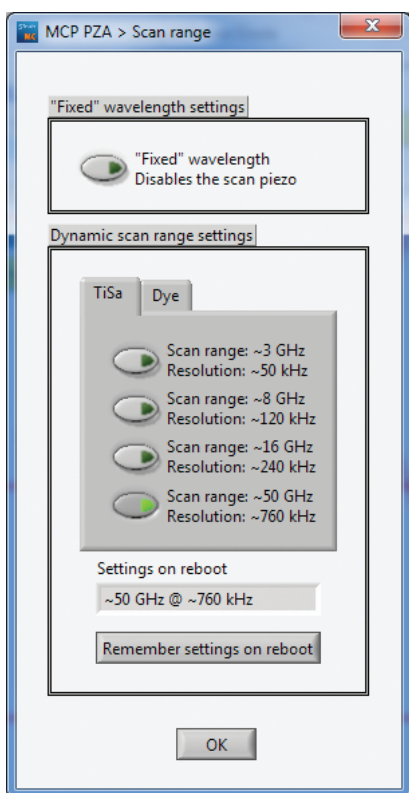 MCP PZA > Scan range
"Fixed" wavelength settings
"Fixed" wavelength
Disables the scan piezo
Dynamic scan range settings
TiSa
Dye
Scan range: ~3 GHz
Resolution: ~50 kHz
Scan range: ~8 GHz
Resolution: ~120 kHz
Scan range: ~16 GHz
Resolution: ~240 kHz
Scan range: ~50 GHz
Resolution: ~760 kHz
Settings on reboot
~50 GHz @ ~760 kHz
Remember settings on reboot
OK